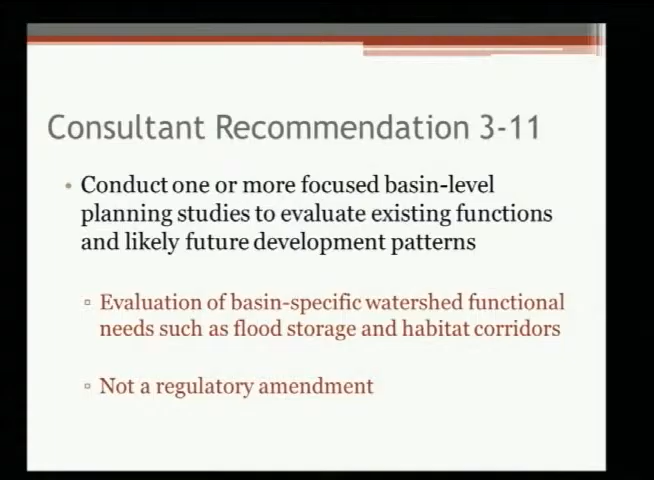 Consultant Recommendation 3-11
• Conduct one or more focused basin-level
planning studies to evaluate existing functions
and likely future development patterns
▫ Evaluation of basin-specific watershed functional
needs such as flood storage and habitat corridors
▫ Not a regulatory amendment